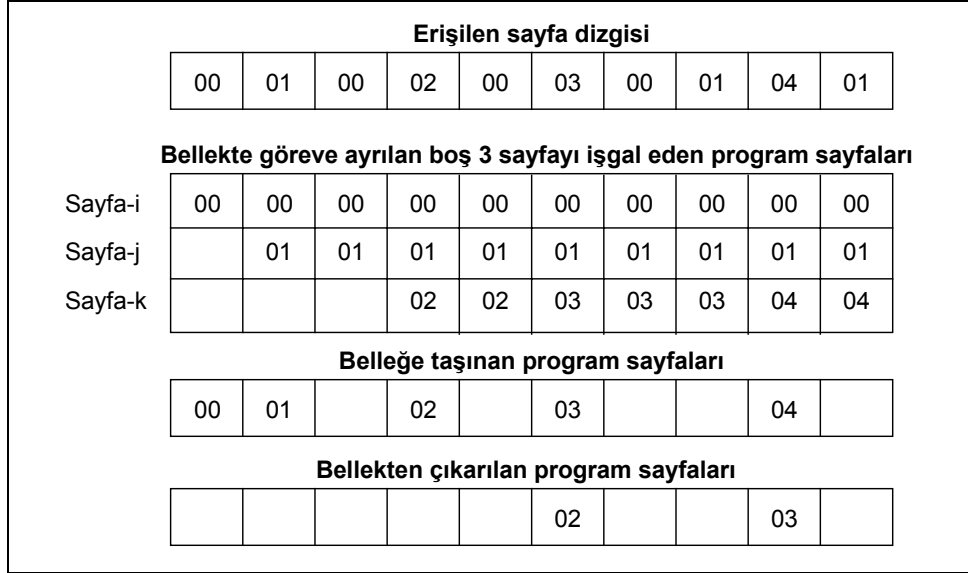 Erişilen sayfa dizgisi
00 01 00 02 00 03 00 01 04 01
Bellekte göreve ayrılan boş 3 sayfayı işgal eden program sayfaları
Sayfa-i 00 00 00 00 00 00 00 00 00 00
Sayfa-j 01 01 01 01 01 01 01 01 01
Sayfa-k 02 02 03 03 03 04 04
Belleğe taşınan program sayfaları
00 01 02 03 04
Bellekten çıkarılan program sayfaları
02 03